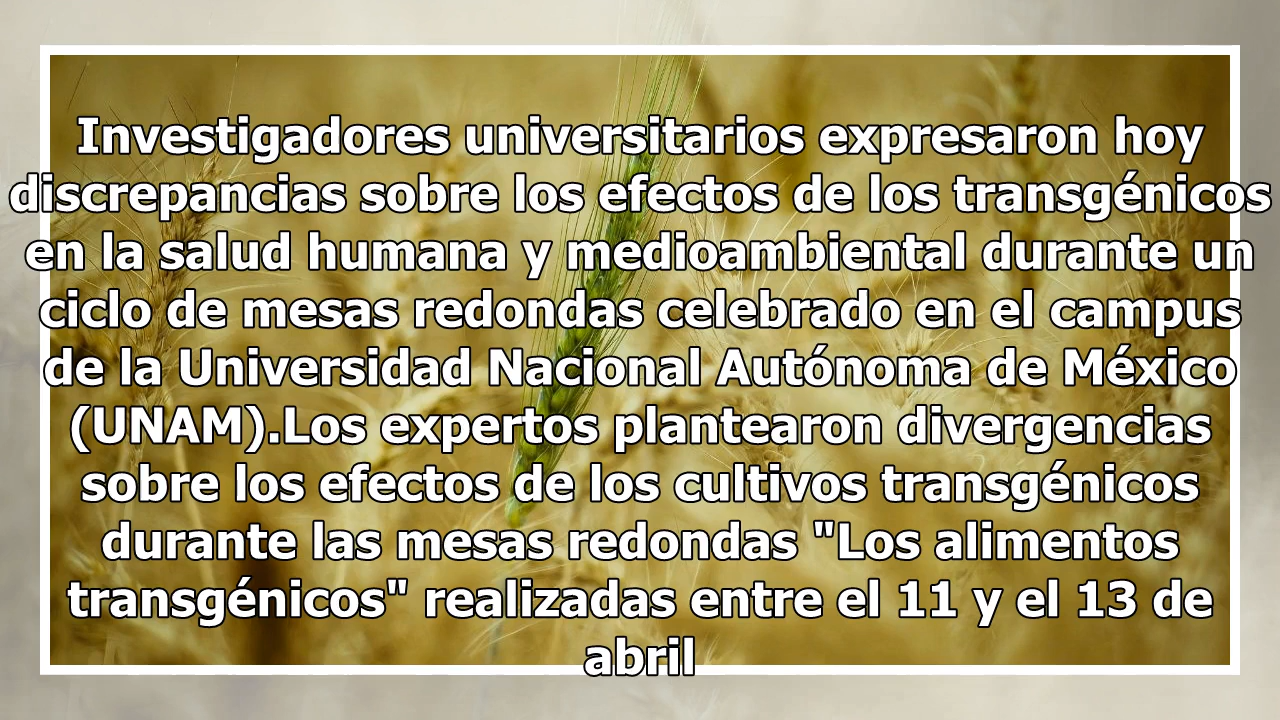 Investigadores universitarios expresaron hoy
discrepancias sobre los efectos de los transgénicos
en la salud humana y medioambiental durante un
ciclo de mesas redondas celebrado en el campus
de la Universidad Nacional Autónoma de México
(UNAM).Los expertos plantearon divergencias
sobre los efectos de los cultivos transgénicos
durante las mesas redondas "Los alimentos
transgénicos" realizadas entre el 11 y el 13 de
abril